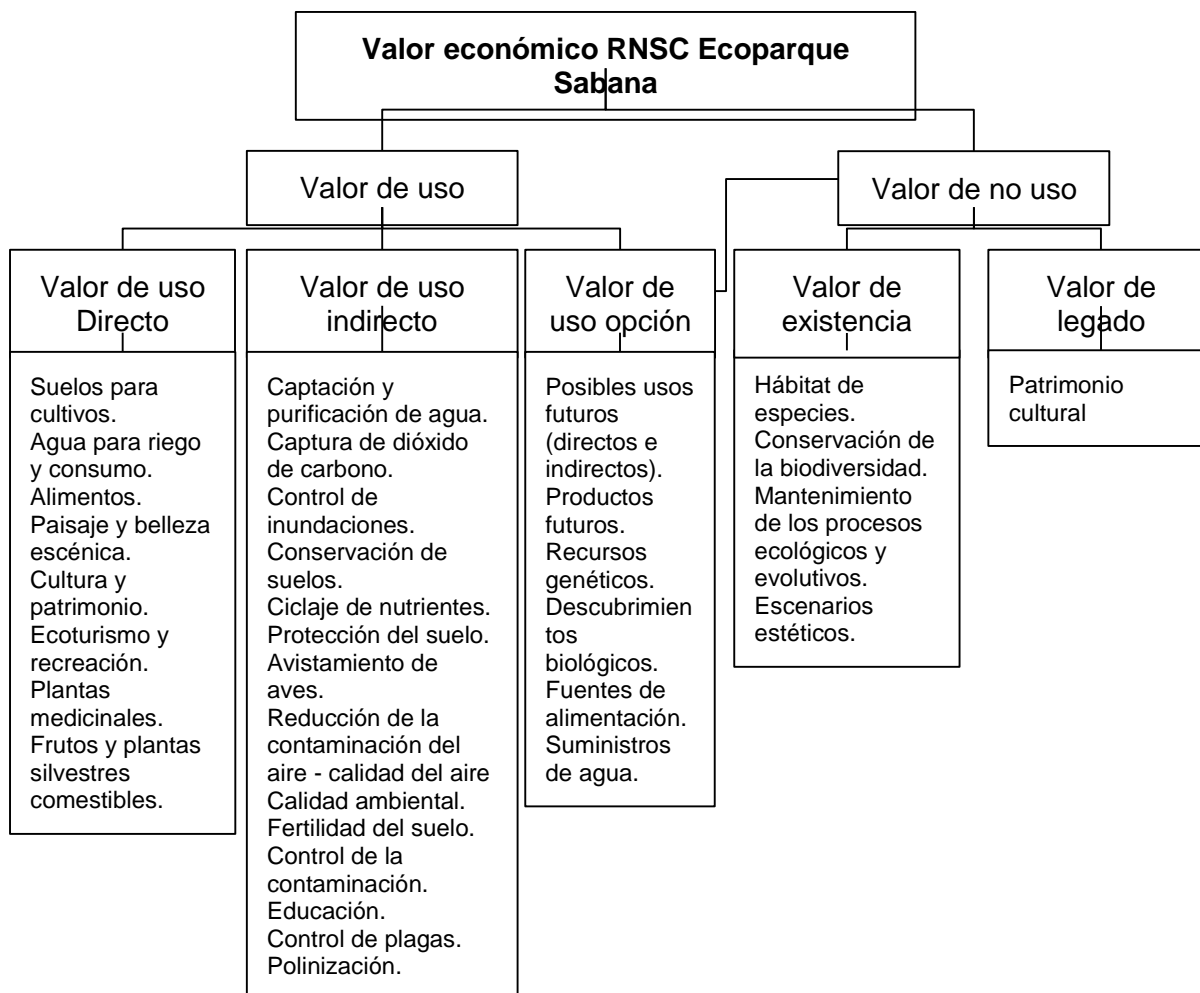 Valor económico RNSC Ecoparque
Sabana
Valor de uso
Valor de no uso
Valor de uso
Directo
Valor de uso
indirecto
Valor de
uso opción
Valor de
existencia
Valor de
legado
Suelos para
cultivos.
Agua para riego
y consumo.
Alimentos.
Paisaje y belleza
escénica.
Cultura y
patrimonio.
Ecoturismo y
recreación.
Plantas
medicinales.
Frutos y plantas
silvestres
comestibles.
Captación y
purificación de agua.
Captura de dióxido
de carbono.
Control de
inundaciones.
Conservación de
suelos.
Ciclaje de nutrientes.
Protección del suelo.
Avistamiento de
aves.
Reducción de la
contaminación del
aire - calidad del aire
Calidad ambiental.
Fertilidad del suelo.
Control de la
contaminación.
Educación.
Control de plagas.
Polinización.
Posibles usos
futuros
(directos e
indirectos).
Productos
futuros.
Recursos
genéticos.
Descubrimien
tos
biológicos.
Fuentes de
alimentación.
Suministros
de agua.
Hábitat de
especies.
Conservación de
la biodiversidad.
Mantenimiento
de los procesos
ecológicos y
evolutivos.
Escenarios
estéticos.
Patrimonio
cultural